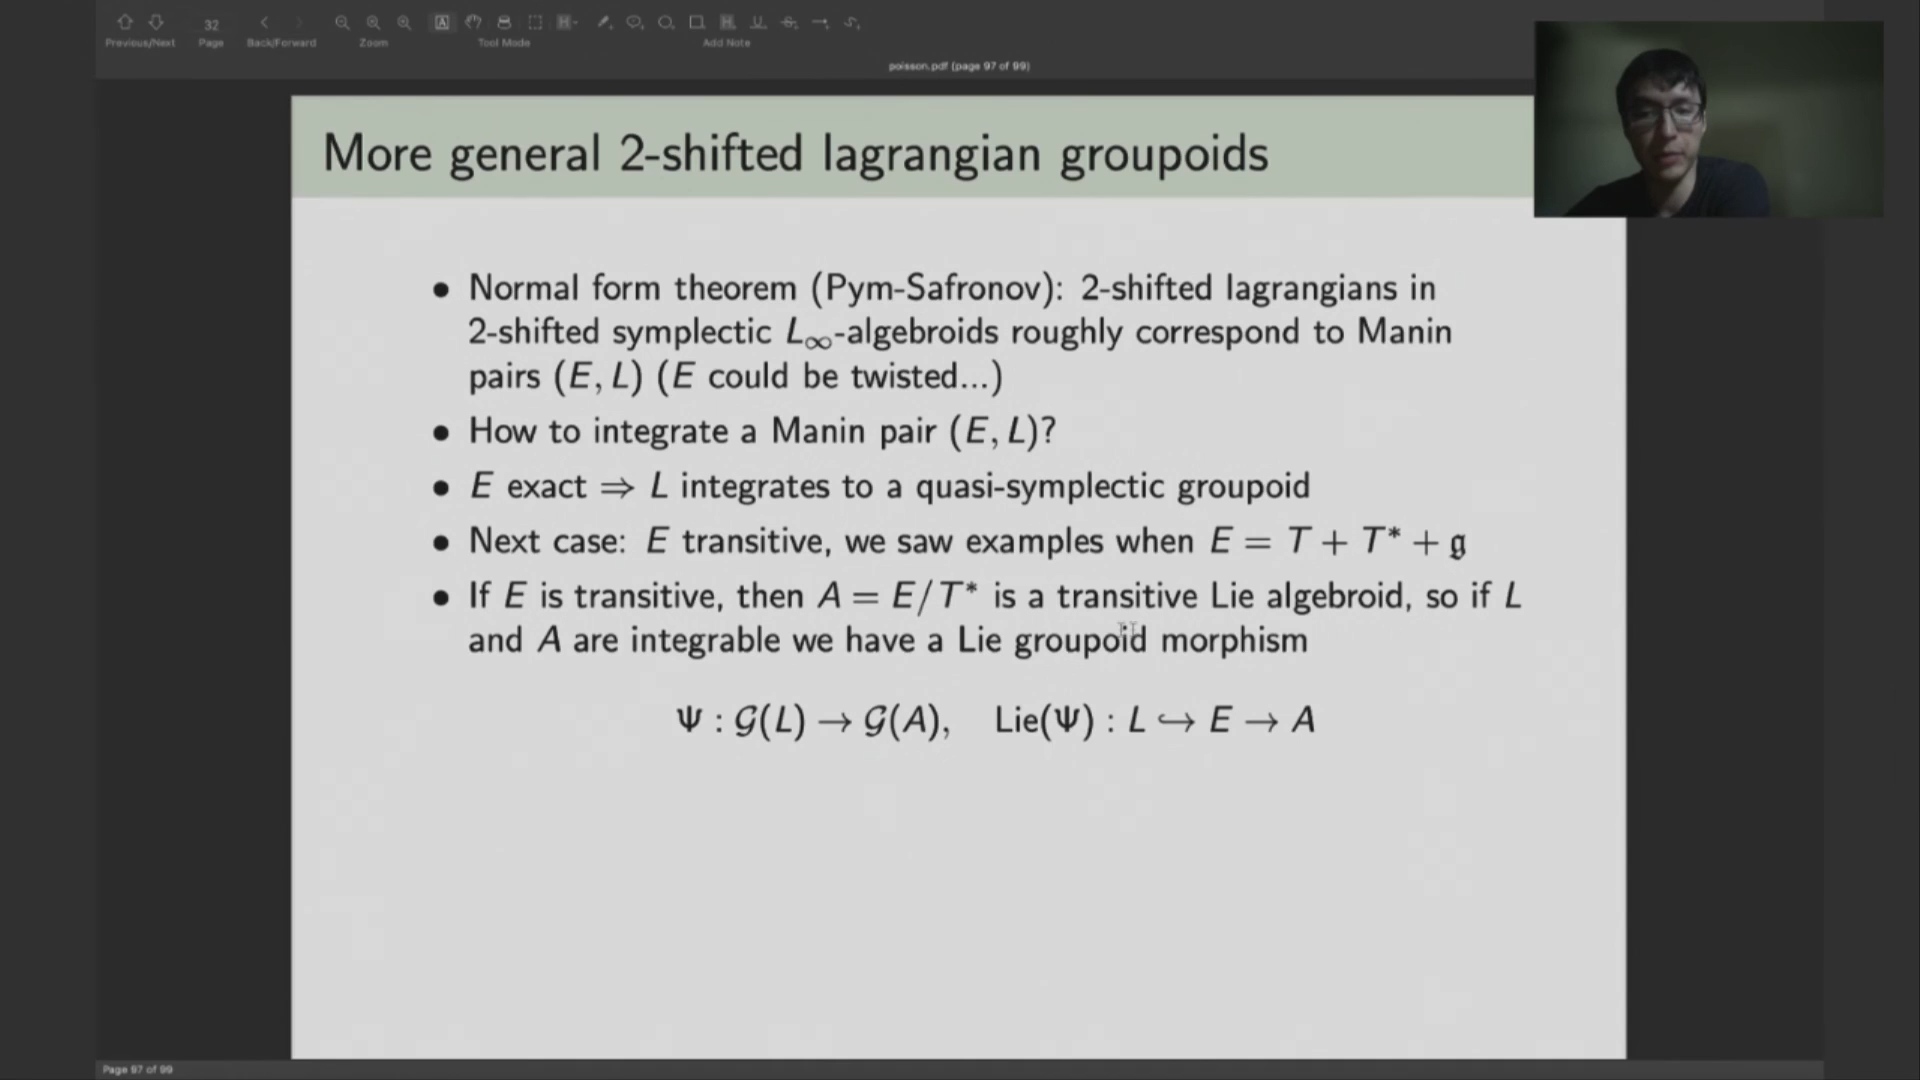 32
Previous/Next Page Back/Forward Zoom Tool Mode Add Note
poisson.pdf (page 97 of 99)
More general 2-shifted lagrangian groupoids
• Normal form theorem (Pym-Safronov): 2-shifted lagrangians in
2-shifted symplectic L∞-algebroids roughly correspond to Manin
pairs (E, L) (E could be twisted...)
• How to integrate a Manin pair (E, L)?
• E exact ⇒ L integrates to a quasi-symplectic groupoid
• Next case: E transitive, we saw examples when E = T + T* + 𝔤
• If E is transitive, then A = E/T* is a transitive Lie algebroid, so if L
and A are integrable we have a Lie groupoid morphism
Ψ : 𝒢(L) → 𝒢(A), Lie(Ψ) : L ↪ E → A
Page 97 of 99